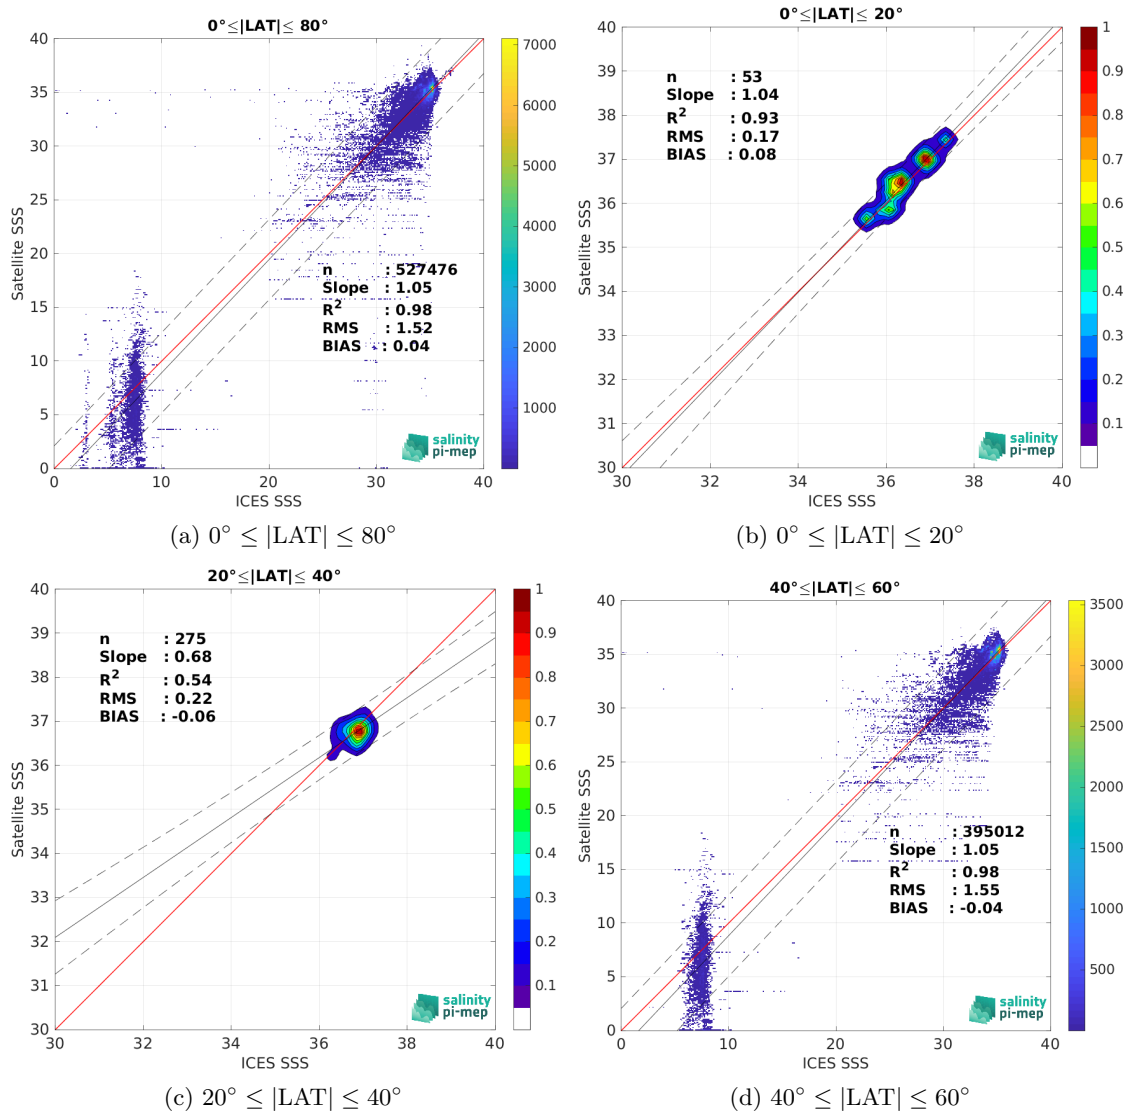 0°≤|LAT|≤ 80°
40
35
30
25
20
15
10
5
0
Satellite SSS
0
10
20
30
40
ICES SSS
n : 527476
Slope : 1.05
R² : 0.98
RMS : 1.52
BIAS : 0.04
7000
6000
5000
4000
3000
2000
1000
salinity
pi-mep
(a) 0° ≤ |LAT| ≤ 80°
0°≤|LAT|≤ 20°
40
39
38
37
36
35
34
33
32
31
30
Satellite SSS
30
32
34
36
38
40
ICES SSS
n : 53
Slope : 1.04
R² : 0.93
RMS : 0.17
BIAS : 0.08
1
0.9
0.8
0.7
0.6
0.5
0.4
0.3
0.2
0.1
salinity
pi-mep
(b) 0° ≤ |LAT| ≤ 20°
20°≤|LAT|≤ 40°
40
39
38
37
36
35
34
33
32
31
30
Satellite SSS
30
32
34
36
38
40
ICES SSS
n : 275
Slope : 0.68
R² : 0.54
RMS : 0.22
BIAS : -0.06
1
0.9
0.8
0.7
0.6
0.5
0.4
0.3
0.2
0.1
salinity
pi-mep
(c) 20° ≤ |LAT| ≤ 40°
40°≤|LAT|≤ 60°
40
35
30
25
20
15
10
5
0
Satellite SSS
0
10
20
30
40
ICES SSS
n : 395012
Slope : 1.05
R² : 0.98
RMS : 1.55
BIAS : -0.04
3500
3000
2500
2000
1500
1000
500
salinity
pi-mep
(d) 40° ≤ |LAT| ≤ 60°